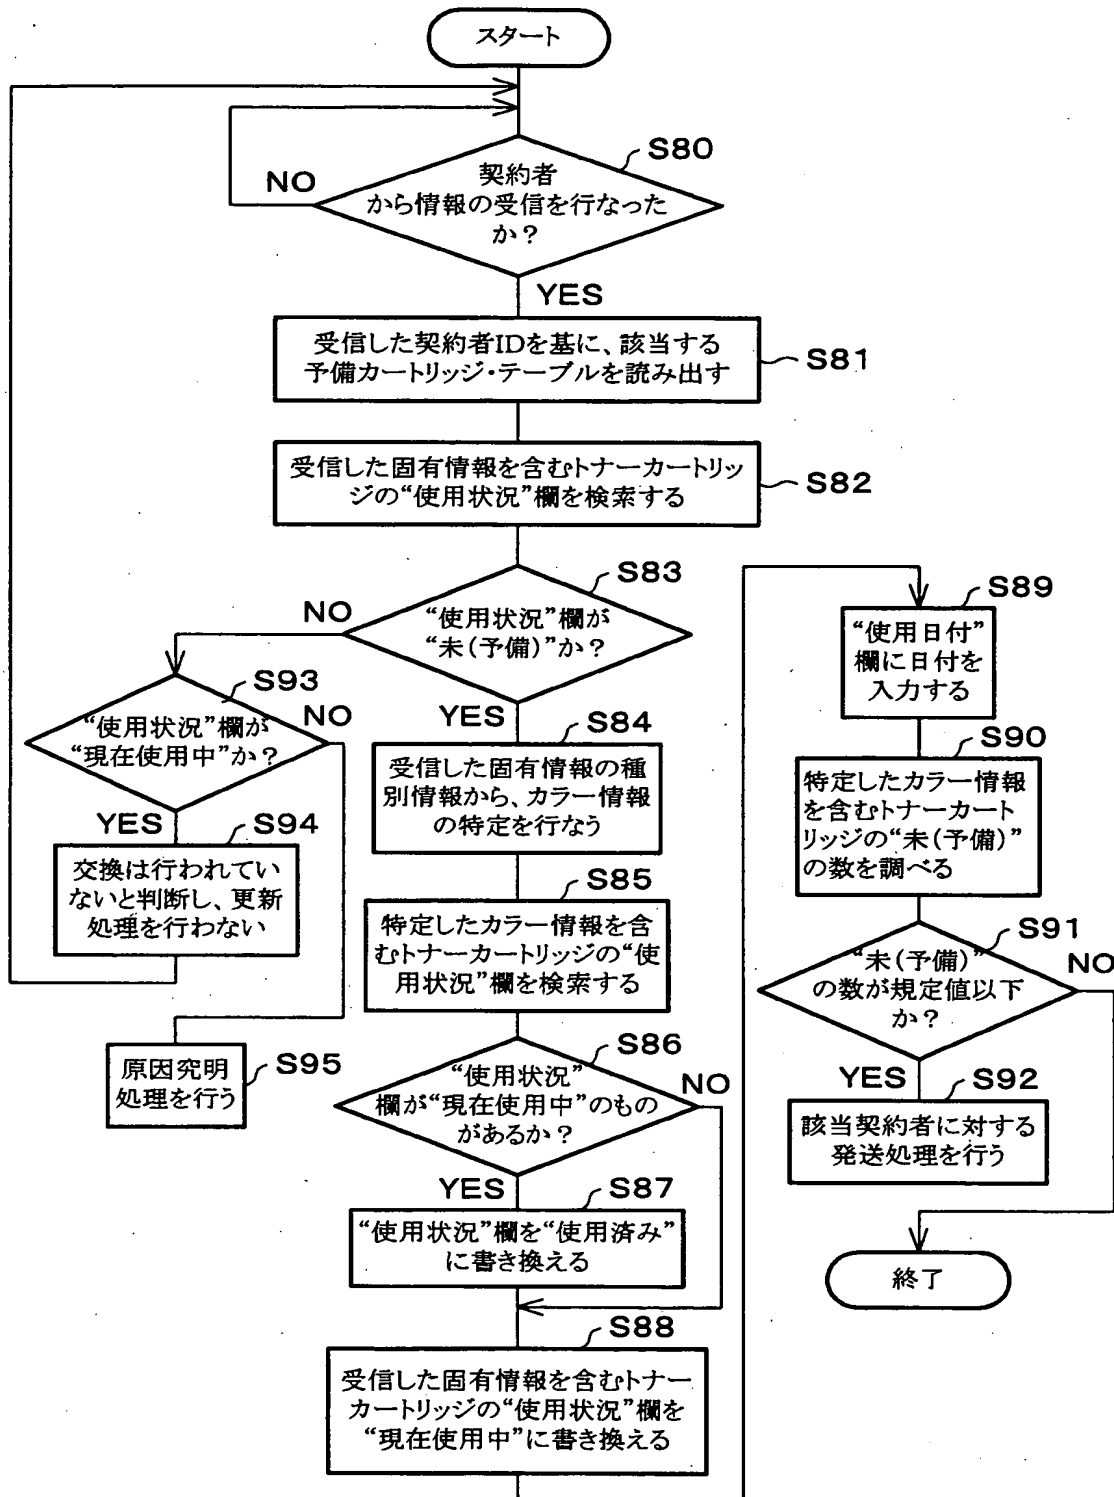 スタート
S80
NO
契約者
から情報の受信を行なった
か？
YES
受信した契約者IDを基に、該当する
予備カートリッジ・テーブルを読み出す
S81
受信した固有情報を含むトナーカートリッ
ジの“使用状況”欄を検索する
S82
S83
NO
“使用状況”欄が
“未(予備)”か？
YES
S93
NO
“使用状況”欄が
“現在使用中”か？
YES
S94
交換は行われてい
ないと判断し、更新
処理を行わない
原因究明
処理を行う
S95
S84
受信した固有情報の種
別情報から、カラー情報
の特定を行なう
S85
特定したカラー情報を含
むトナーカートリッジの“使
用状況”欄を検索する
S86
NO
“使用状況”
欄が“現在使用中”のもの
があるか？
YES
S87
“使用状況”欄を“使用済み”
に書き換える
S88
受信した固有情報を含むトナー
カートリッジの“使用状況”欄を
“現在使用中”に書き換える
S89
“使用日付”
欄に日付を
入力する
S90
特定したカラー情報
を含むトナーカート
リッジの“未(予備)”
の数を調べる
S91
NO
“未(予備)”
の数が規定値以下
か？
YES
S92
該当契約者に対する
発送処理を行う
終了